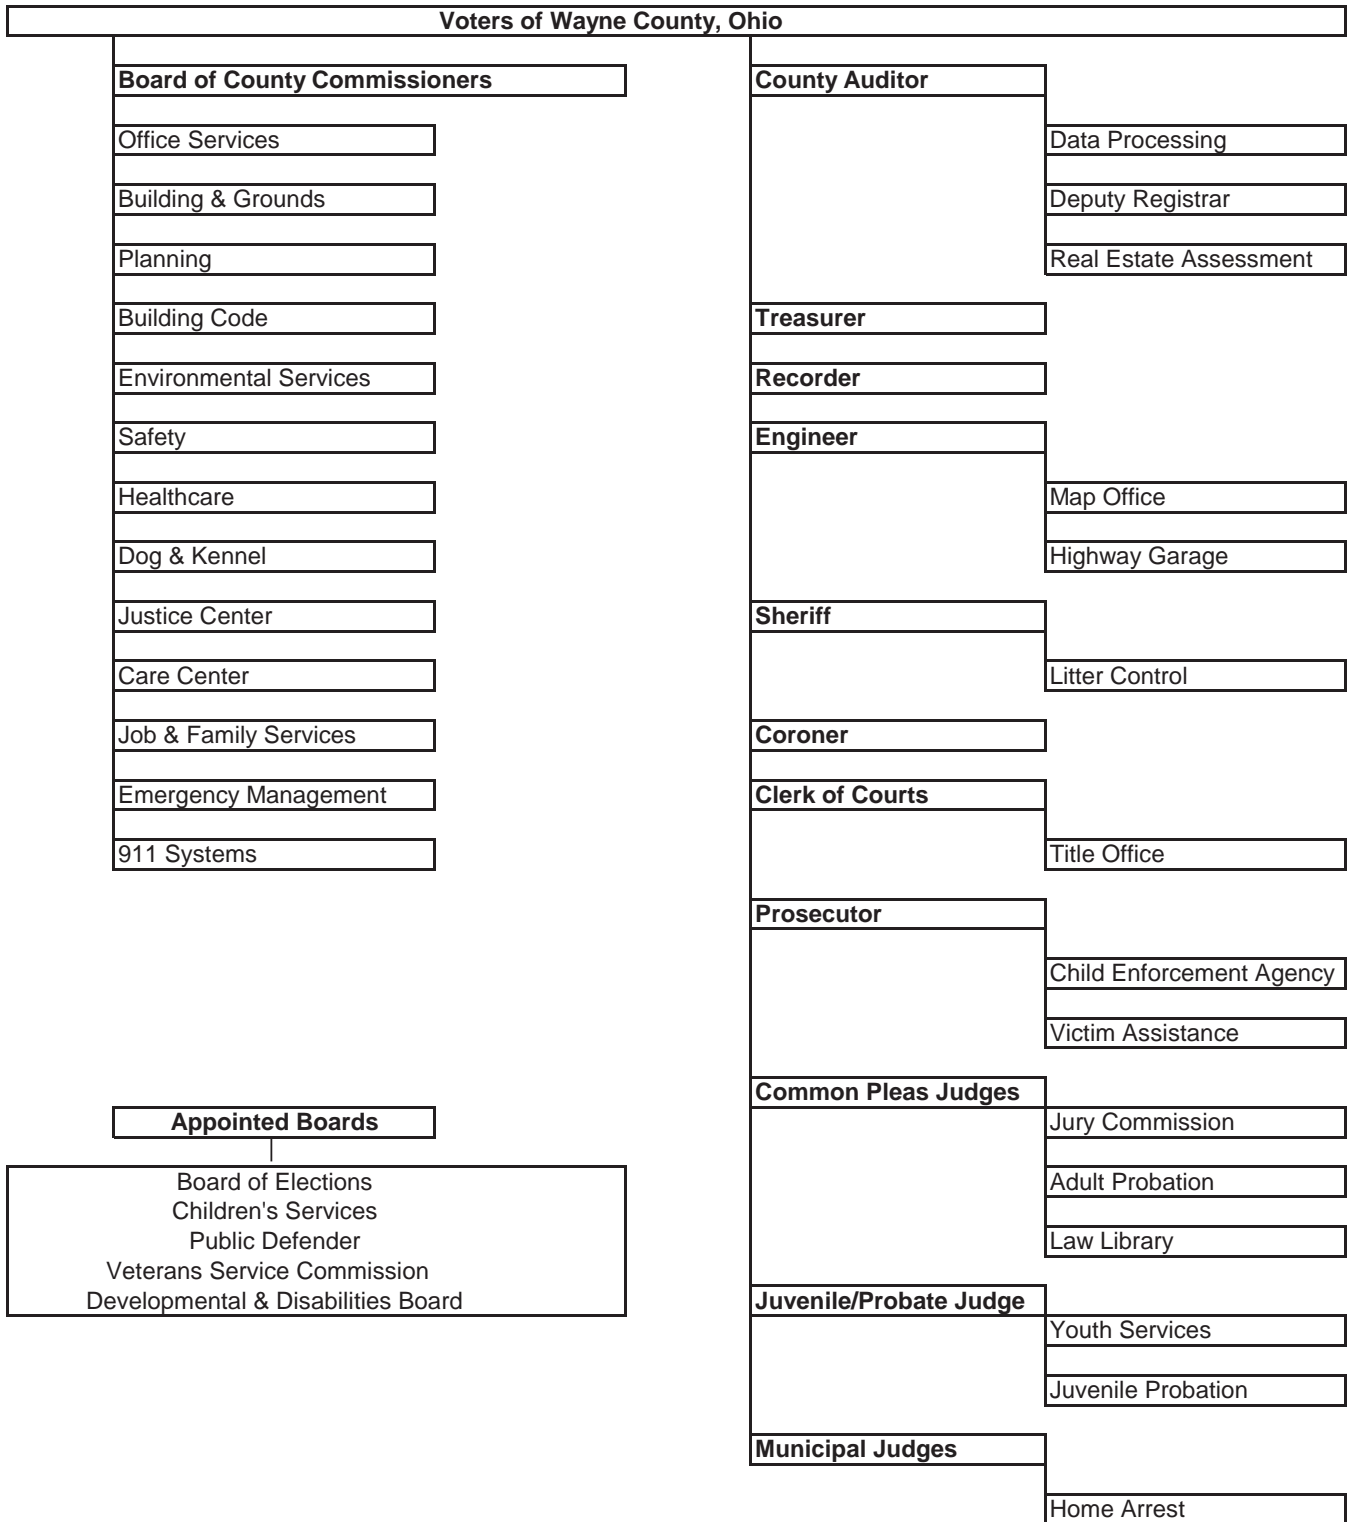 Voters of Wayne County, Ohio
Board of County Commissioners
Office Services
Building & Grounds
Planning
Building Code
Environmental Services
Safety
Healthcare
Dog & Kennel
Justice Center
Care Center
Job & Family Services
Emergency Management
911 Systems
Appointed Boards
Board of Elections
Children's Services
Public Defender
Veterans Service Commission
Developmental & Disabilities Board
County Auditor
Data Processing
Deputy Registrar
Real Estate Assessment
Treasurer
Recorder
Engineer
Map Office
Highway Garage
Sheriff
Litter Control
Coroner
Clerk of Courts
Title Office
Prosecutor
Child Enforcement Agency
Victim Assistance
Common Pleas Judges
Jury Commission
Adult Probation
Law Library
Juvenile/Probate Judge
Youth Services
Juvenile Probation
Municipal Judges
Home Arrest